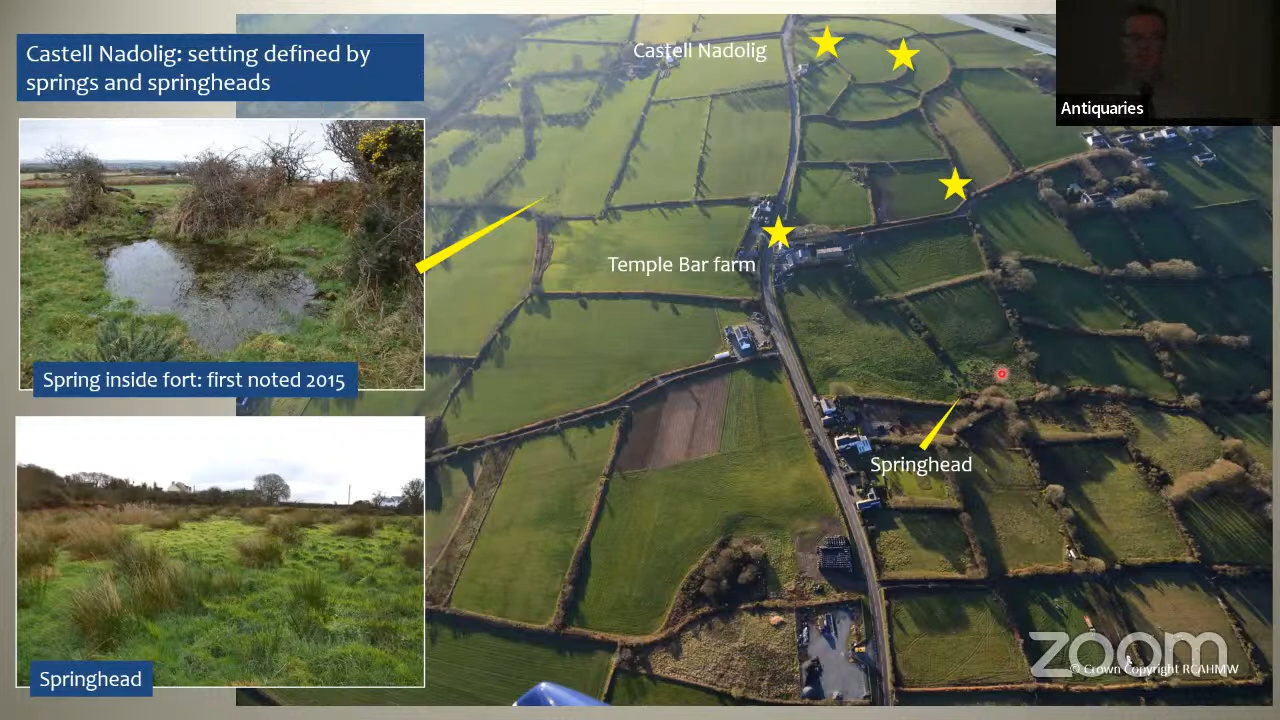 Castell Nadolig: setting defined by
springs and springheads
Castell Nadolig
Antiquaries
Temple Bar farm
Spring inside fort: first noted 2015
Springhead
Springhead
zoom
© Crown Copyright RCAHMW